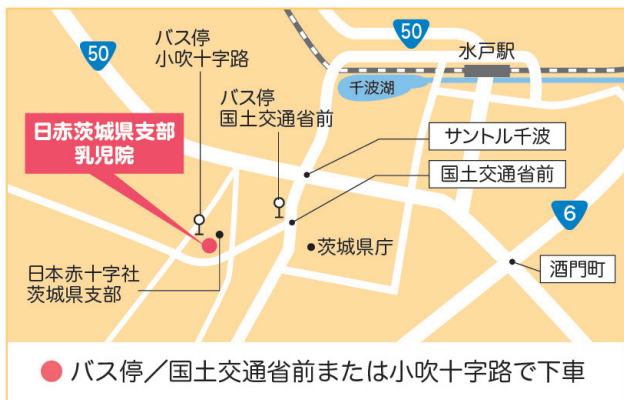 50
バス停
小吹十字路
50
水戸駅
千波湖
バス停
国土交通省前
日赤茨城県支部
乳児院
サントル千波
国土交通省前
6
茨城県庁
酒門町
日本赤十字社
茨城県支部
バス停／国土交通省前または小吹十字路で下車